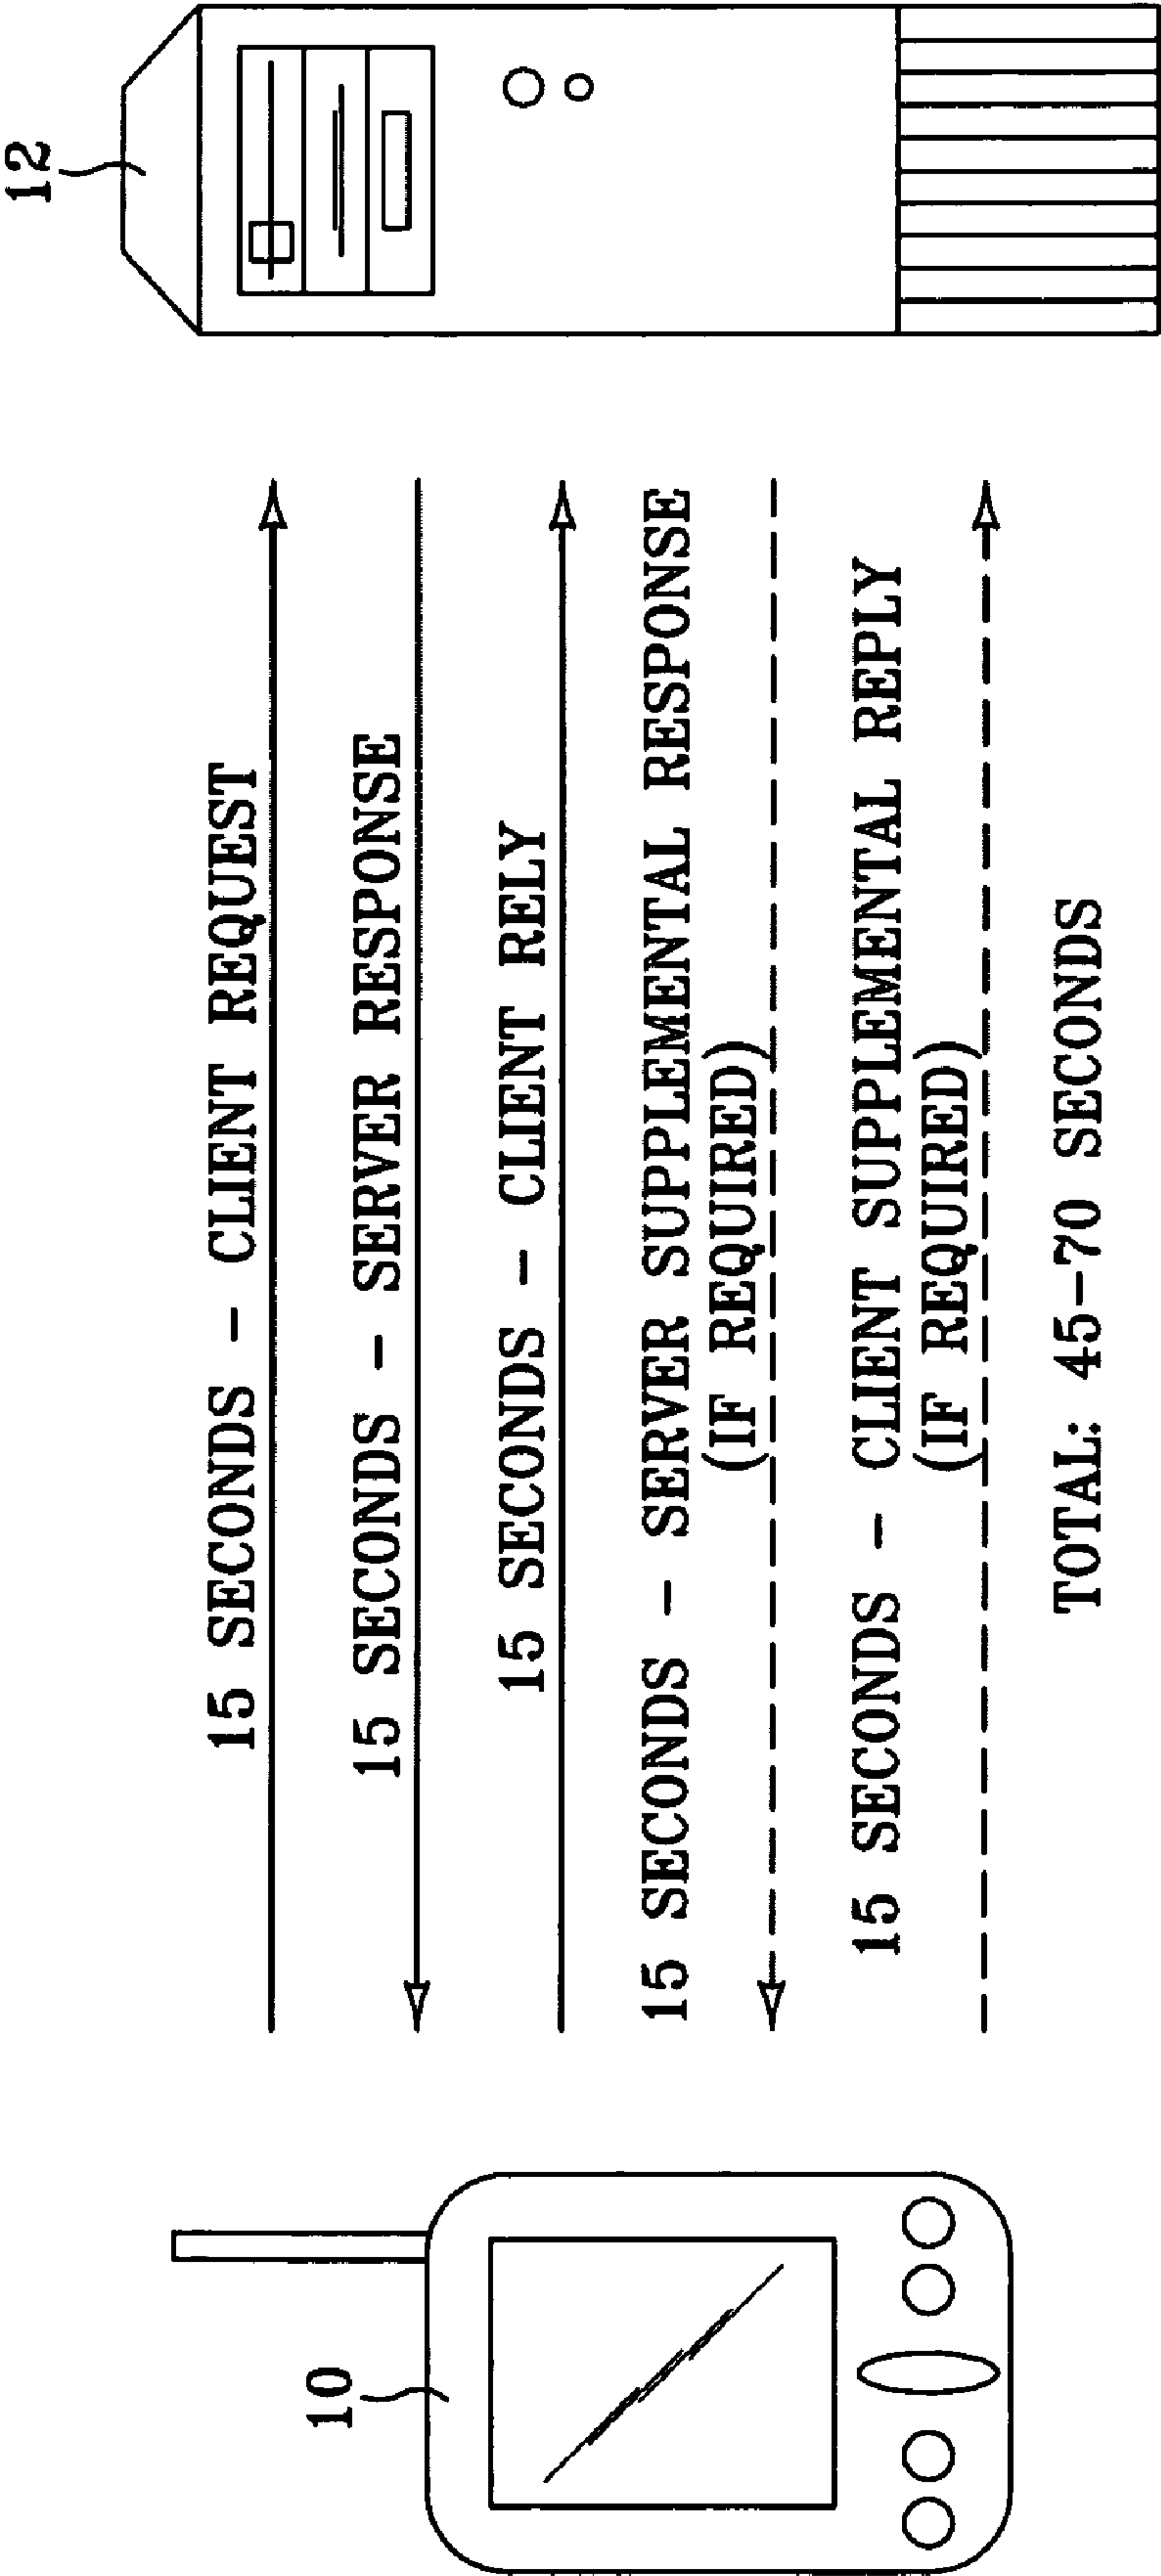 12
15 SECONDS - CLIENT REQUEST
15 SECONDS - SERVER RESPONSE
15 SECONDS - CLIENT RELY
15 SECONDS - SERVER SUPPLEMENTAL RESPONSE
(IF REQUIRED)
15 SECONDS - CLIENT SUPPLEMENTAL REPLY
(IF REQUIRED)
TOTAL: 45-70 SECONDS
10